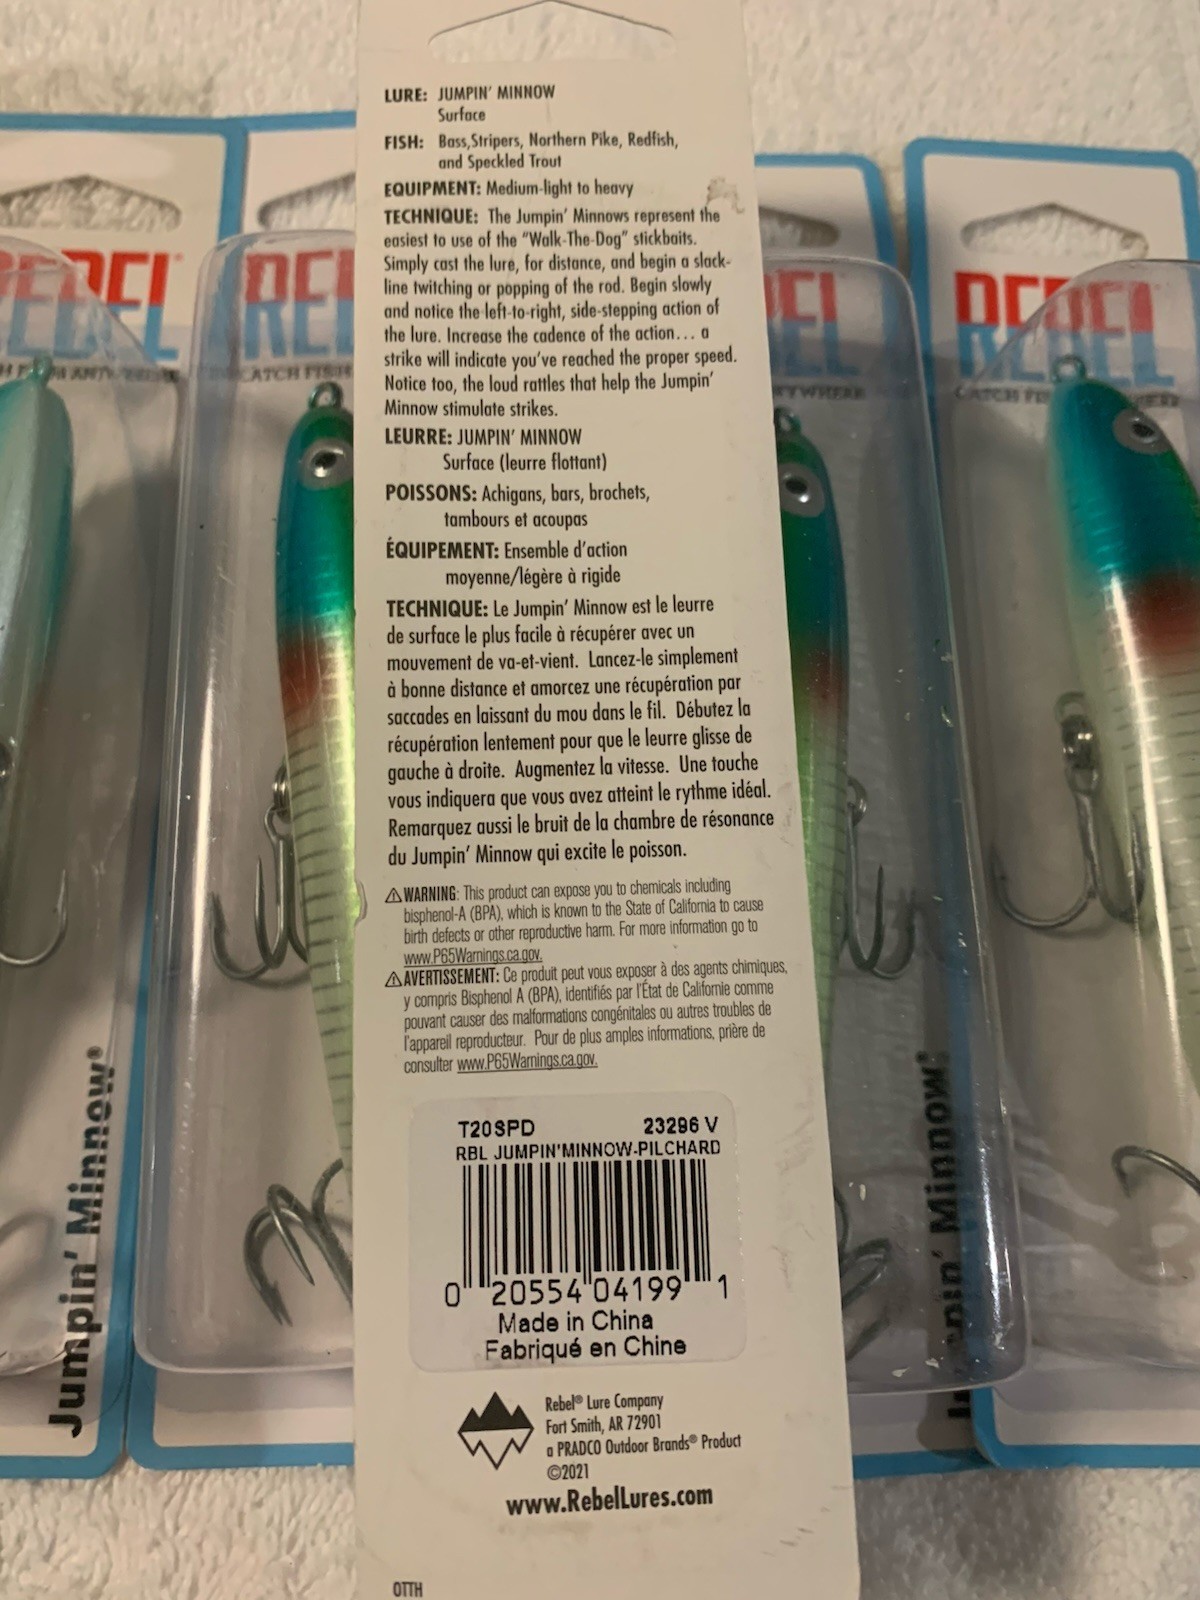 LURE: JUMPIN' MINNOW
Surface
FISH: Bass,Stripers, Northern Pike, Redfish,
and Speckled Trout
EQUIPMENT: Medium-light to heavy
TECHNIQUE: The Jumpin' Minnows represent the
easiest to use of the "Walk-The-Dog" stickbaits.
Simply cast the lure, for distance, and begin a slack-
line twitching or popping of the rod. Begin slowly
and notice the left-to-right, side-stepping action of
the lure. Increase the cadence of the action... a
strike will indicate you've reached the proper speed.
Notice too, the loud rattles that help the Jumpin'
Minnow stimulate strikes.
LEURRE: JUMPIN' MINNOW
Surface (leurre flottant)
POISSONS: Achigans, bars, brochets,
tambours et acoupas
ÉQUIPEMENT: Ensemble d'action
moyenne/légère à rigide
TECHNIQUE: Le Jumpin' Minnow est le leurre
de surface le plus facile à récupérer avec un
mouvement de va-et-vient. Lancez-le simplement
à bonne distance et amorcez une récupération par
saccades en laissant du mou dans le fil. Débutez la
récupération lentement pour que le leurre glisse de
gauche à droite. Augmentez la vitesse. Une touche
vous indiquera que vous avez atteint le rythme idéal.
Remarquez aussi le bruit de la chambre de résonance
du Jumpin' Minnow qui excite le poisson.
⚠WARNING: This product can expose you to chemicals including
bisphenol-A (BPA), which is known to the State of California to cause
birth defects or other reproductive harm. For more information go to
www.P65Warnings.ca.gov.
⚠AVERTISSEMENT: Ce produit peut vous exposer à des agents chimiques,
y compris Bisphenol A (BPA), identifiés par l'État de Californie comme
pouvant causer des malformations congénitales ou autres troubles de
l'appareil reproducteur. Pour de plus amples informations, prière de
consulter www.P65Warnings.ca.gov.
T20SPD 23296 V
RBL JUMPIN'MINNOW-PILCHARD
0 20554 04199 1
Made in China
Fabriqué en Chine
Rebel® Lure Company
Fort Smith, AR 72901
a PRADCO Outdoor Brands® Product
©2021
www.RebelLures.com
OTTH
REBEL
CATCH FISH
Jumpin' Minnow®
REBEL
YWHERE
Minnow®
REBEL